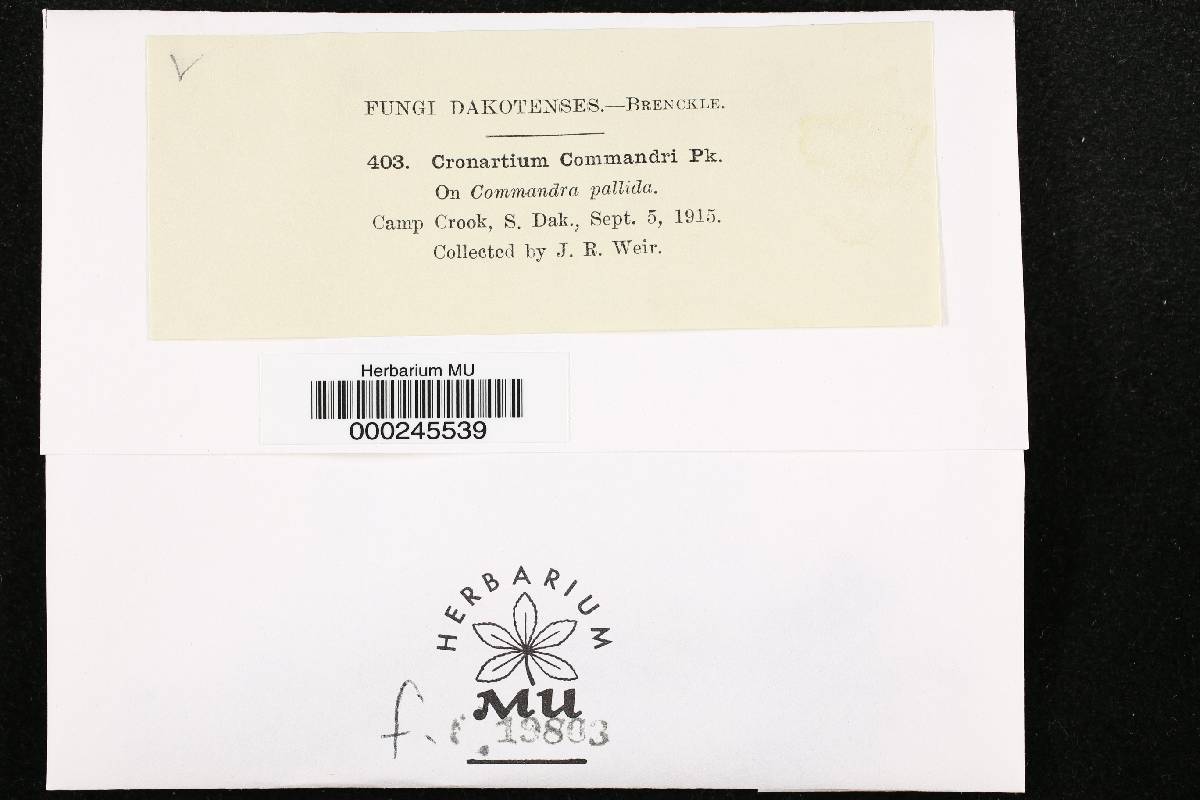 FUNGI DAKOTENSES.—BRENCKLE.
403. Cronartium Commandri Pk.
On Commandra pallida.
Camp Crook, S. Dak., Sept. 5, 1915.
Collected by J. R. Weir.
Herbarium MU
000245539
HERBARIUM
MU
f.